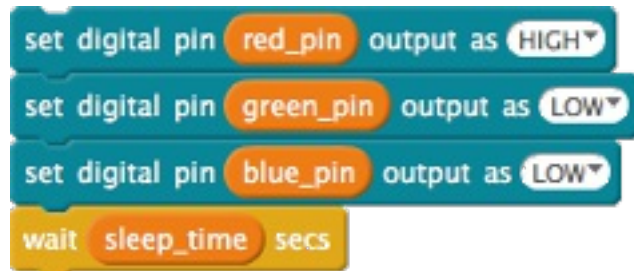 set digital pin red_pin output as HIGH
set digital pin green_pin output as LOW
set digital pin blue_pin output as LOW
wait sleep_time secs